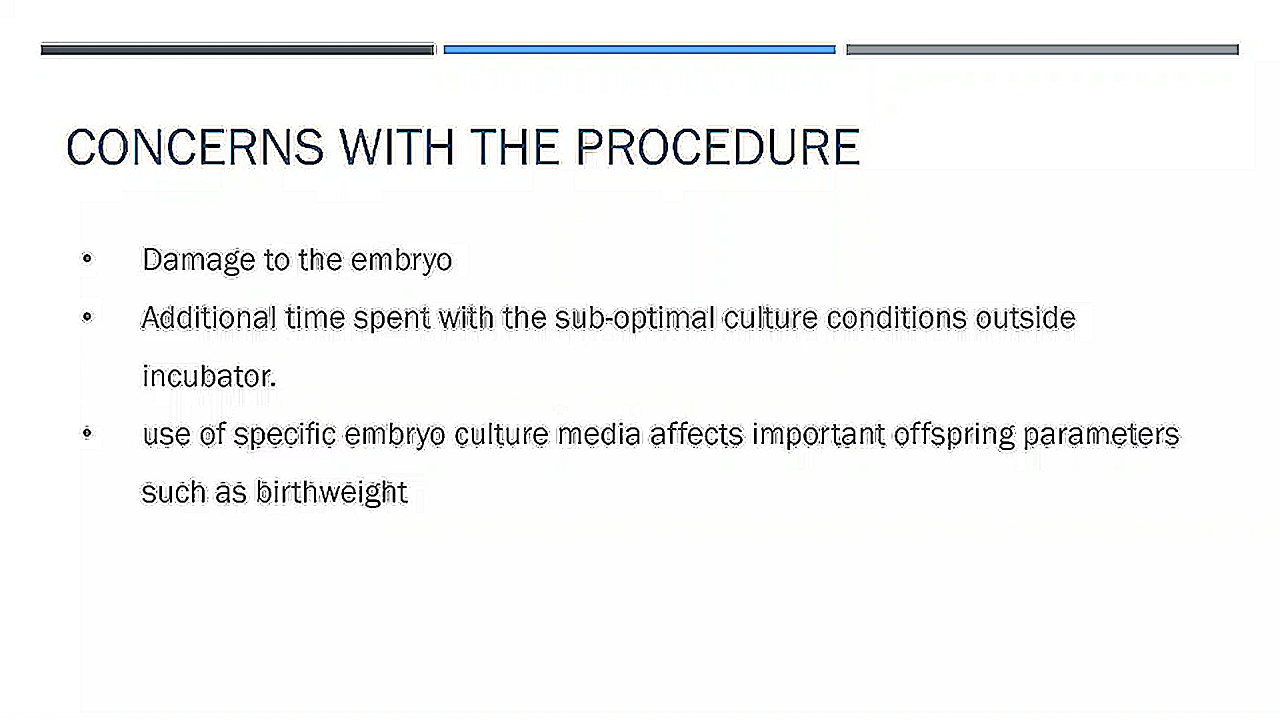 CONCERNS WITH THE PROCEDURE
• Damage to the embryo
• Additional time spent with the sub-optimal culture conditions outside
incubator.
• use of specific embryo culture media affects important offspring parameters
such as birthweight